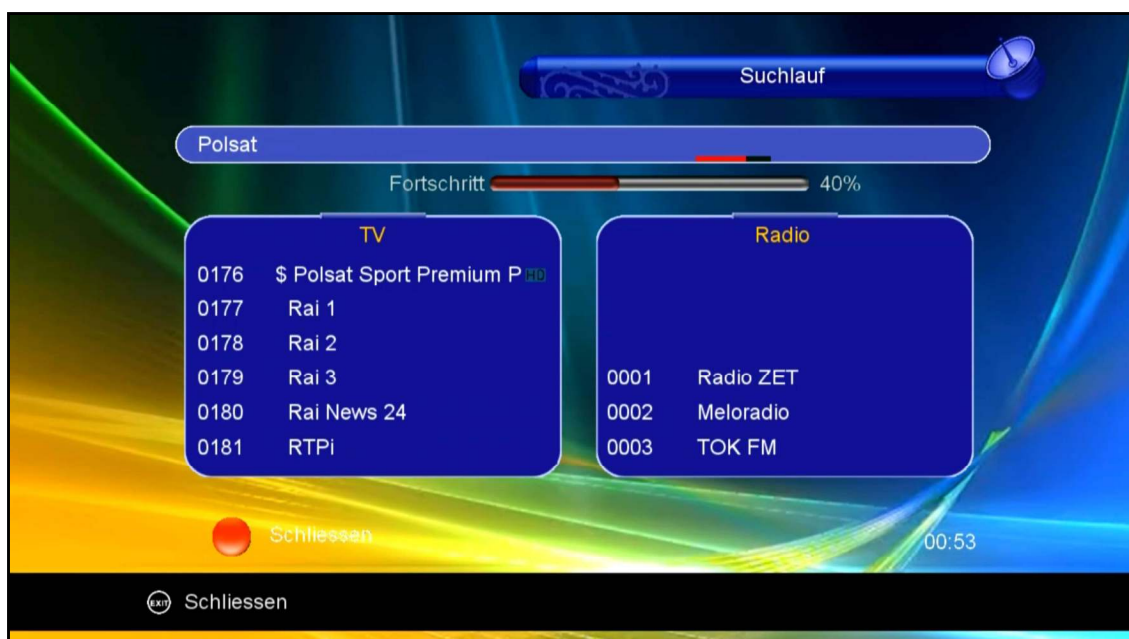 Suchlauf
Polsat
Fortschritt 40%
TV
0176 $ Polsat Sport Premium P HD
0177 Rai 1
0178 Rai 2
0179 Rai 3
0180 Rai News 24
0181 RTPi
Radio
0001 Radio ZET
0002 Meloradio
0003 TOK FM
Schliessen
00:53
EXIT Schliessen